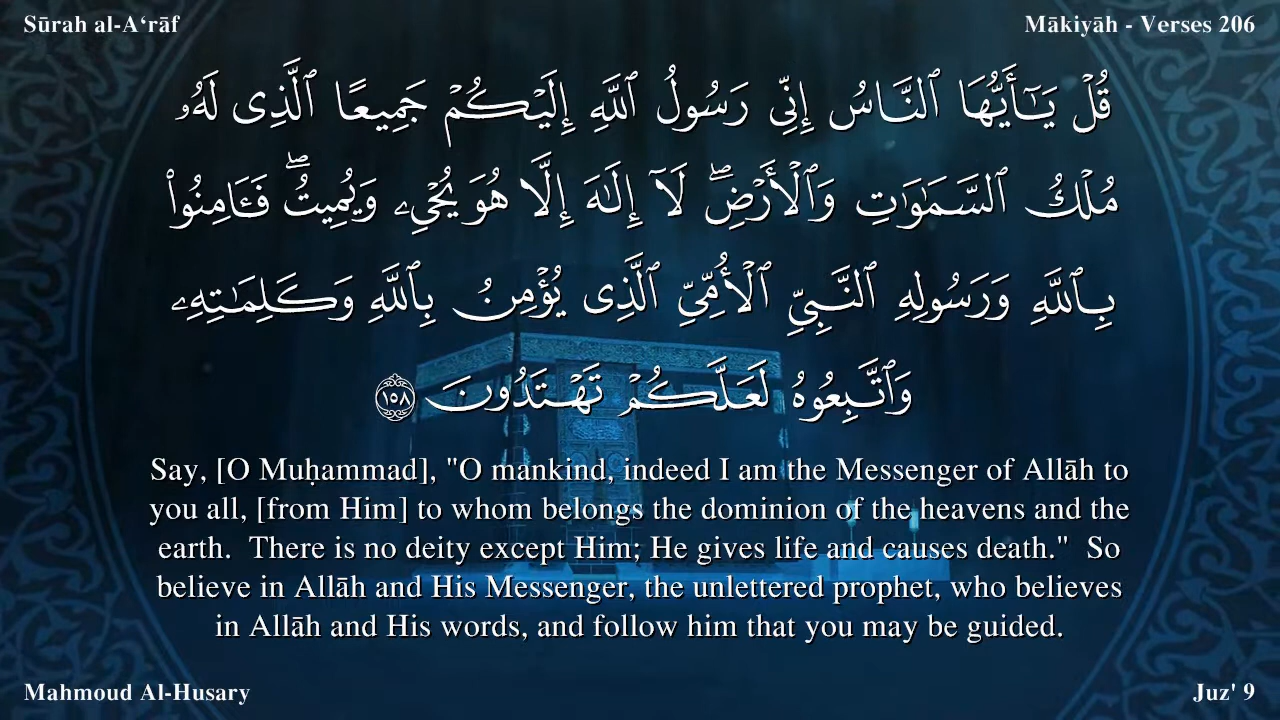 Sūrah al-A‘rāf
Mākiyāh - Verses 206
قُلْ يَـٰٓأَيُّهَا ٱلنَّاسُ إِنِّى رَسُولُ ٱللَّهِ إِلَيْكُمْ جَمِيعًا ٱلَّذِى لَهُۥ
مُلْكُ ٱلسَّمَـٰوَٰتِ وَٱلْأَرْضِ ۖ لَآ إِلَـٰهَ إِلَّا هُوَ يُحْىِۦ وَيُمِيتُ ۖ فَـَٔامِنُوا۟
بِٱللَّهِ وَرَسُولِهِ ٱلنَّبِىِّ ٱلْأُمِّىِّ ٱلَّذِى يُؤْمِنُ بِٱللَّهِ وَكَلِمَـٰتِهِۦ
وَٱتَّبِعُوهُ لَعَلَّكُمْ تَهْتَدُونَ ١٥٨
Say, [O Muḥammad], "O mankind, indeed I am the Messenger of Allāh to
you all, [from Him] to whom belongs the dominion of the heavens and the
earth.  There is no deity except Him; He gives life and causes death."  So
believe in Allāh and His Messenger, the unlettered prophet, who believes
in Allāh and His words, and follow him that you may be guided.
Mahmoud Al-Husary
Juz' 9